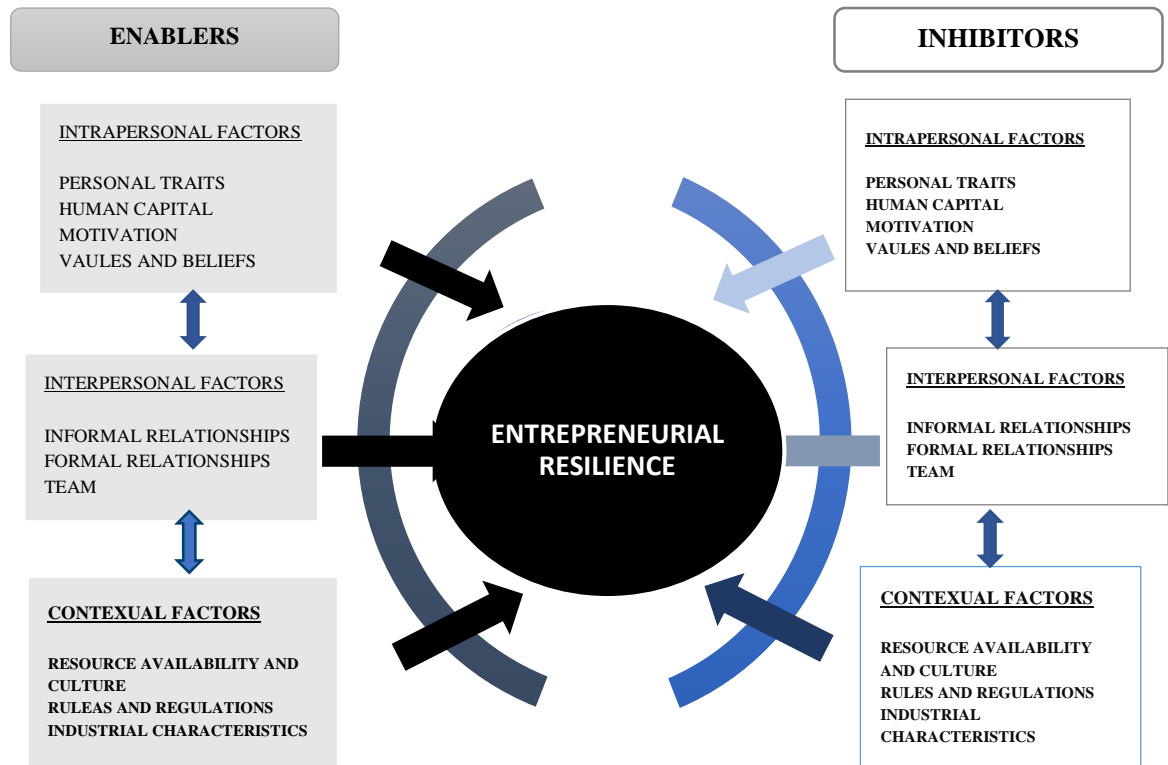 ENABLERS
INTRAPERSONAL FACTORS
PERSONAL TRAITS
HUMAN CAPITAL
MOTIVATION
VAULES AND BELIEFS
INTERPERSONAL FACTORS
INFORMAL RELATIONSHIPS
FORMAL RELATIONSHIPS
TEAM
CONTEXUAL FACTORS
RESOURCE AVAILABILITY AND
CULTURE
RULEAS AND REGULATIONS
INDUSTRIAL CHARACTERISTICS
ENTREPRENEURIAL
RESILIENCE
INHIBITORS
INTRAPERSONAL FACTORS
PERSONAL TRAITS
HUMAN CAPITAL
MOTIVATION
VAULES AND BELIEFS
INTERPERSONAL FACTORS
INFORMAL RELATIONSHIPS
FORMAL RELATIONSHIPS
TEAM
CONTEXUAL FACTORS
RESOURCE AVAILABILITY
AND CULTURE
RULES AND REGULATIONS
INDUSTRIAL
CHARACTERISTICS